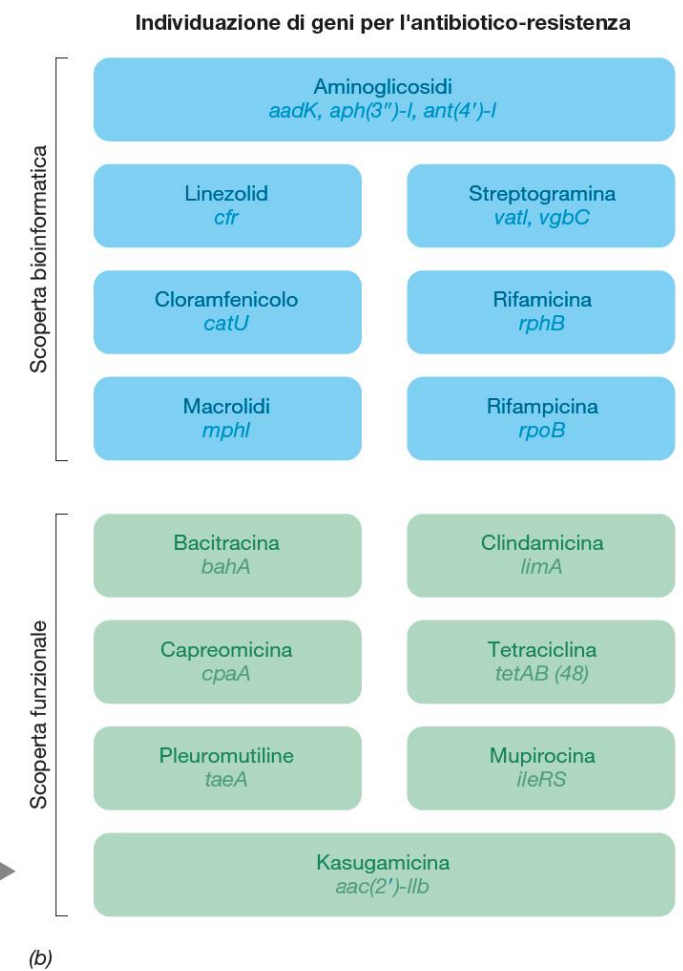 Individuazione di geni per l'antibiotico-resistenza
Scoperta bioinformatica
Aminoglicosidi
aadK, aph(3″)-I, ant(4′)-I
Linezolid
cfr
Streptogramina
vatI, vgbC
Cloramfenicolo
catU
Rifamicina
rphB
Macrolidi
mphI
Rifampicina
rpoB
Scoperta funzionale
Bacitracina
bahA
Clindamicina
limA
Capreomicina
cpaA
Tetraciclina
tetAB (48)
Pleuromutiline
taeA
Mupirocina
ileRS
Kasugamicina
aac(2′)-IIb
(b)